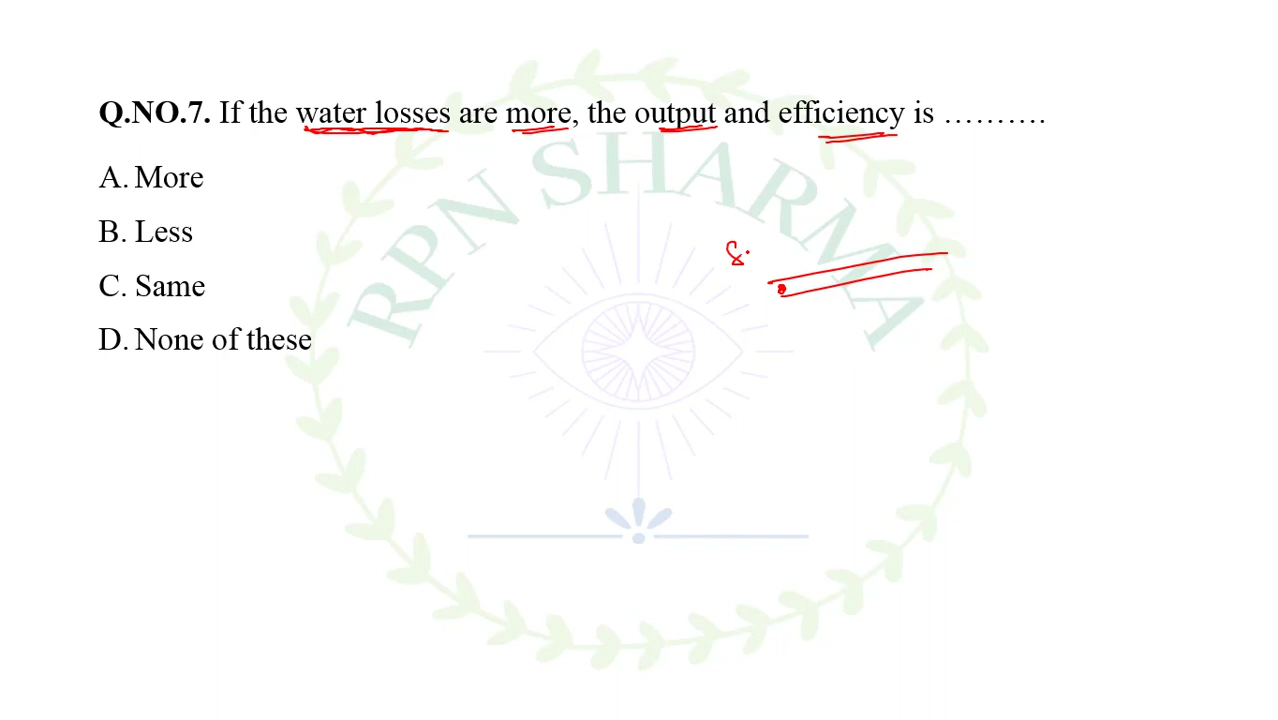 Q.NO.7. If the water losses are more, the output and efficiency is ……….
RPN SHARMA
A. More
B. Less
C. Same
D. None of these